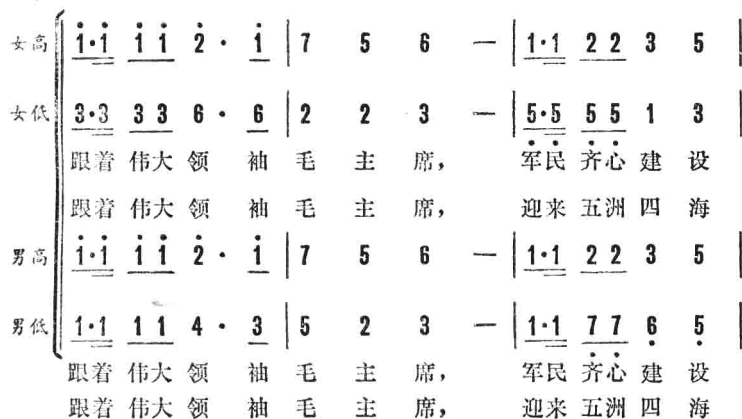 女高 1·1 1 1 2 · 1 | 7 5 6 — | 1·1 2 2 3 5 |
女低 3·3 3 3 6 · 6 | 2 2 3 — | 5·5 5 5 1 3 |
跟着 伟大 领 袖 毛 主 席， 军民 齐心 建 设
跟着 伟大 领 袖 毛 主 席， 迎来 五洲 四 海
男高 1·1 1 1 2 · 1 | 7 5 6 — | 1·1 2 2 3 5 |
男低 1·1 1 1 4 · 3 | 5 2 3 — | 1·1 7 7 6 5 |
跟着 伟大 领 袖 毛 主 席， 军民 齐心 建 设
跟着 伟大 领 袖 毛 主 席， 迎来 五洲 四 海